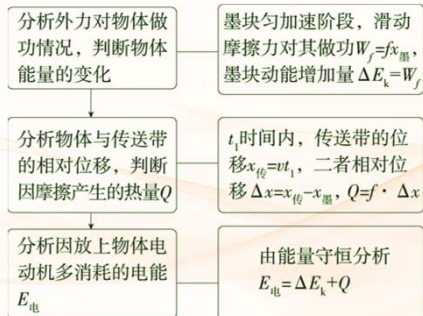 分析外力对物体做
功情况，判断物体
能量的变化
墨块匀加速阶段，滑动
摩擦力对其做功W_f=fx_墨，
墨块动能增加量ΔE_k=W_f
分析物体与传送带
的相对位移，判断
因摩擦产生的热量Q
t_1时间内，传送带的位
移x_传=vt_1，二者相对位
移Δx=x_传-x_墨，Q=f·Δx
分析因放上物体电
动机多消耗的电能
E_电
由能量守恒分析
E_电=ΔE_k+Q